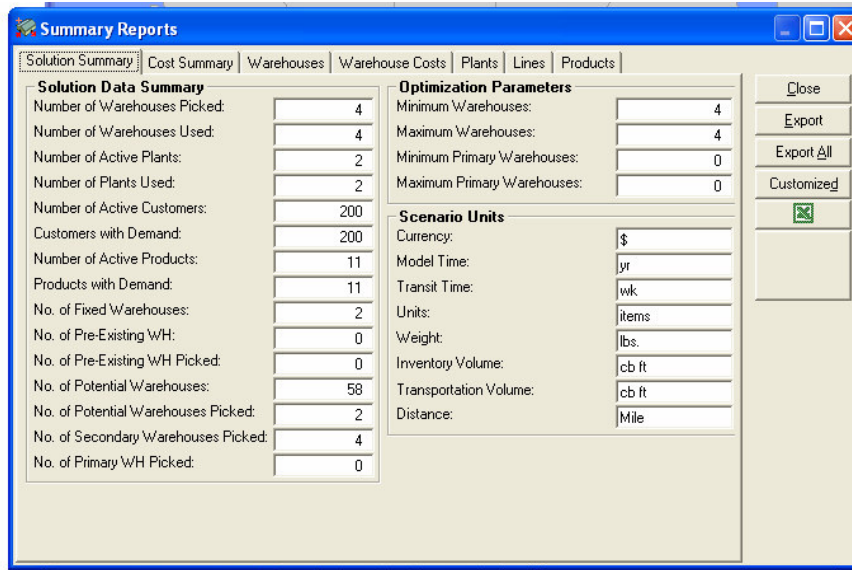 Summary Reports
Solution Summary Cost Summary Warehouses Warehouse Costs Plants Lines Products
Solution Data Summary
Number of Warehouses Picked: 4
Number of Warehouses Used: 4
Number of Active Plants: 2
Number of Plants Used: 2
Number of Active Customers: 200
Customers with Demand: 200
Number of Active Products: 11
Products with Demand: 11
No. of Fixed Warehouses: 2
No. of Pre-Existing WH: 0
No. of Pre-Existing WH Picked: 0
No. of Potential Warehouses: 58
No. of Potential Warehouses Picked: 2
No. of Secondary Warehouses Picked: 4
No. of Primary WH Picked: 0
Optimization Parameters
Minimum Warehouses: 4
Maximum Warehouses: 4
Minimum Primary Warehouses: 0
Maximum Primary Warehouses: 0
Scenario Units
Currency: $
Model Time: yr
Transit Time: wk
Units: items
Weight: lbs.
Inventory Volume: cb ft
Transportation Volume: cb ft
Distance: Mile
Close
Export
Export All
Customized